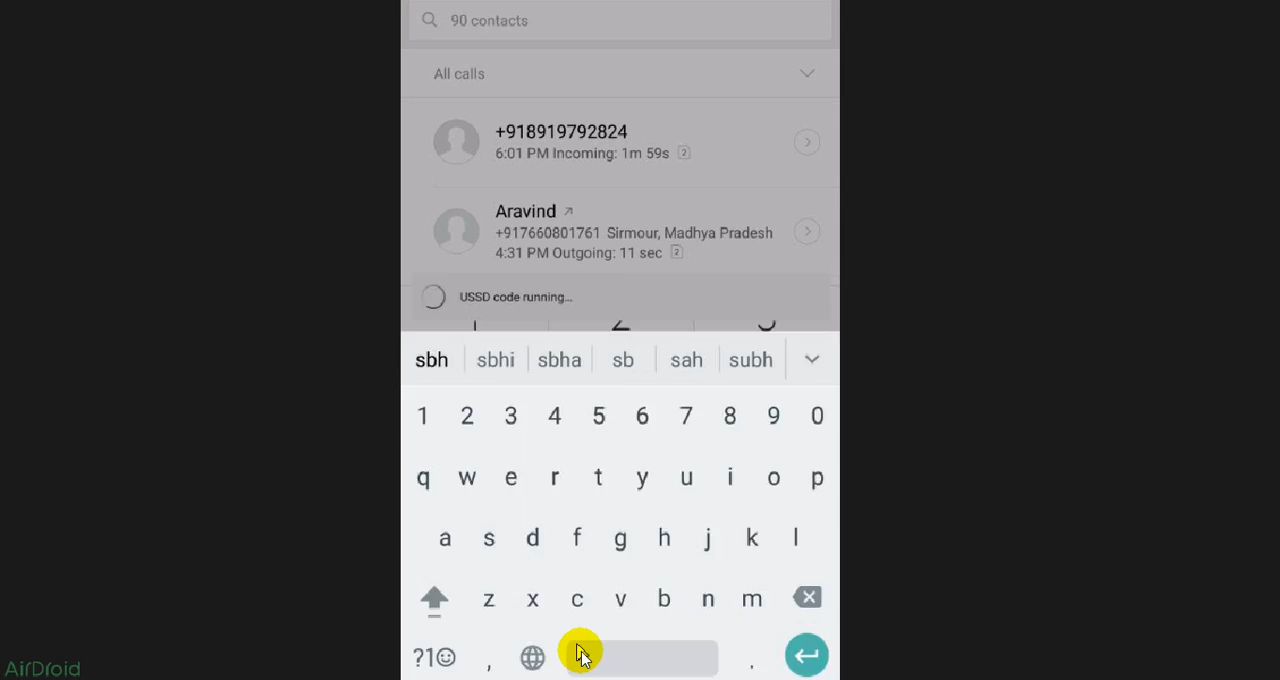 90 contacts
All calls
+918919792824
6:01 PM Incoming: 1m 59s 2
Aravind
+917660801761 Sirmour, Madhya Pradesh
4:31 PM Outgoing: 11 sec 2
USSD code running...
sbh sbhi sbha sb sah subh
1 2 3 4 5 6 7 8 9 0
q w e r t y u i o p
a s d f g h j k l
z x c v b n m
?1☺ , .
AirDroid